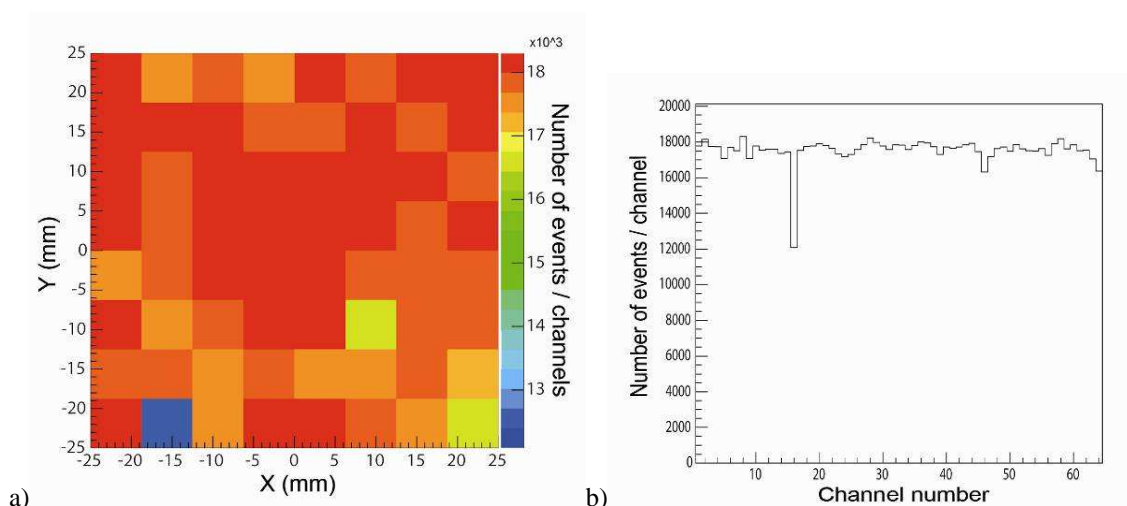 x10^3
25
20
15
10
5
0
-5
-10
-15
-20
-25
-25 -20 -15 -10 -5 0 5 10 15 20 25
Y (mm)
X (mm)
18
17
16
15
14
13
Number of events / channels
a)
20000
18000
16000
14000
12000
10000
8000
6000
4000
2000
0
10 20 30 40 50 60
Number of events / channel
Channel number
b)